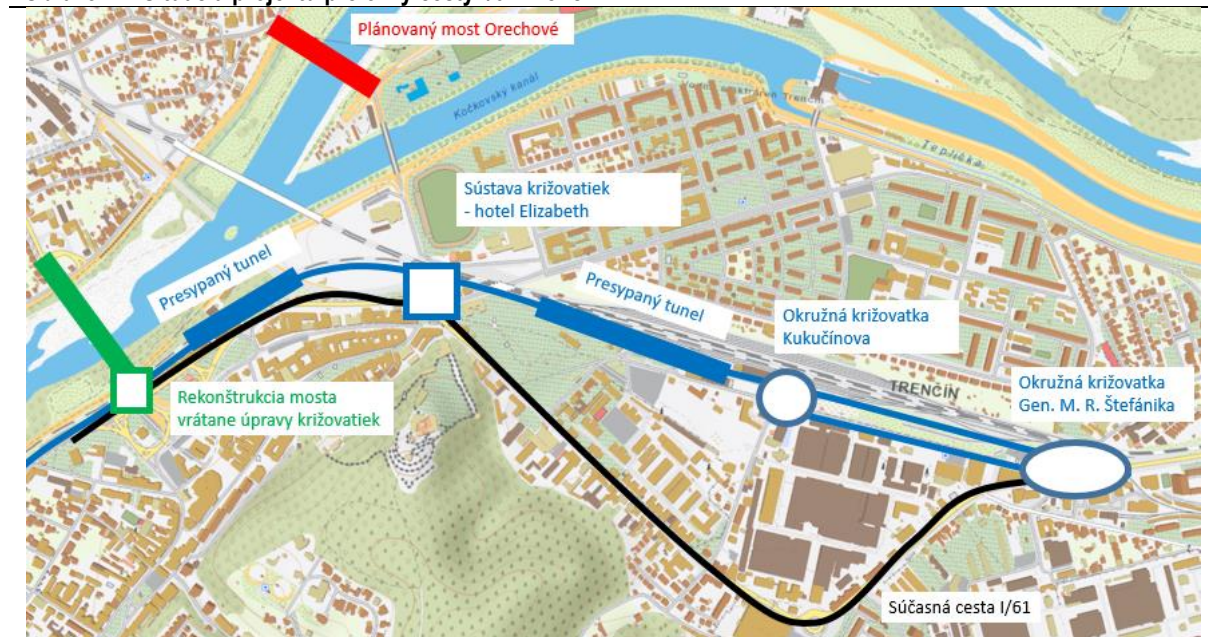 Plánovaný most Orechové
Kočkovský kanál
Teplička
Sústava križovatiek
- hotel Elizabeth
Presypaný tunel
Presypaný tunel
Okružná križovatka
Kukučínova
TRENČÍN
Okružná križovatka
Gen. M. R. Štefánika
Rekonštrukcia mosta
vrátane úpravy križovatiek
Súčasná cesta I/61